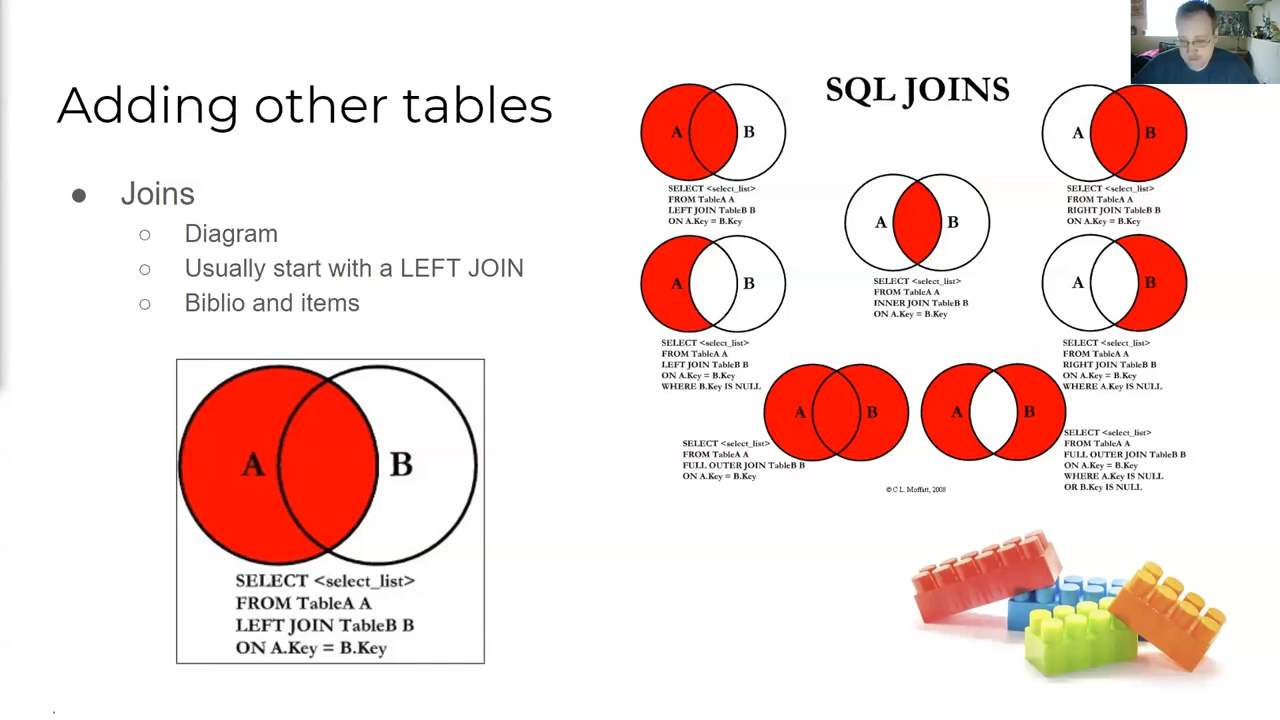 Adding other tables
● Joins
○ Diagram
○ Usually start with a LEFT JOIN
○ Biblio and items
A B
SELECT <select_list>
FROM TableA A
LEFT JOIN TableB B
ON A.Key = B.Key
SQL JOINS
A B
SELECT <select_list>
FROM TableA A
LEFT JOIN TableB B
ON A.Key = B.Key
A B
SELECT <select_list>
FROM TableA A
RIGHT JOIN TableB B
ON A.Key = B.Key
A B
SELECT <select_list>
FROM TableA A
INNER JOIN TableB B
ON A.Key = B.Key
A B
SELECT <select_list>
FROM TableA A
LEFT JOIN TableB B
ON A.Key = B.Key
WHERE B.Key IS NULL
A B
SELECT <select_list>
FROM TableA A
RIGHT JOIN TableB B
ON A.Key = B.Key
WHERE A.Key IS NULL
A B
SELECT <select_list>
FROM TableA A
FULL OUTER JOIN TableB B
ON A.Key = B.Key
A B
SELECT <select_list>
FROM TableA A
FULL OUTER JOIN TableB B
ON A.Key = B.Key
WHERE A.Key IS NULL
OR B.Key IS NULL
© C.L. Moffatt, 2008